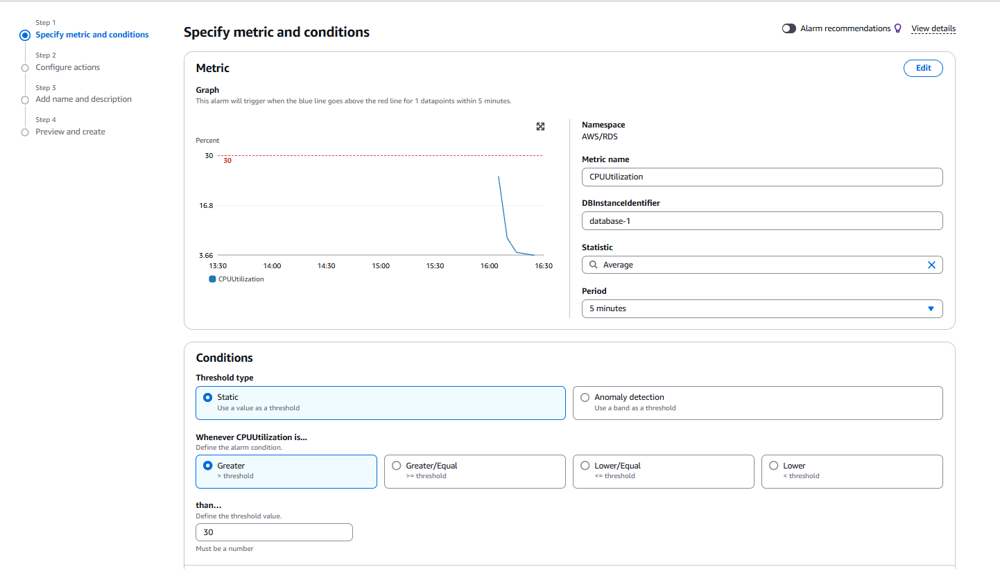 Step 1
Specify metric and conditions
Step 2
Configure actions
Step 3
Add name and description
Step 4
Preview and create
Specify metric and conditions
Alarm recommendations
View details
Metric
Edit
Graph
This alarm will trigger when the blue line goes above the red line for 1 datapoints within 5 minutes.
Percent
30
30
16.8
3.66
13:30 14:00 14:30 15:00 15:30 16:00 16:30
CPUUtilization
Namespace
AWS/RDS
Metric name
CPUUtilization
DBInstanceIdentifier
database-1
Statistic
Average
Period
5 minutes
Conditions
Threshold type
Static
Use a value as a threshold
Anomaly detection
Use a band as a threshold
Whenever CPUUtilization is...
Define the alarm condition.
Greater
> threshold
Greater/Equal
>= threshold
Lower/Equal
<= threshold
Lower
< threshold
than...
Define the threshold value.
30
Must be a number